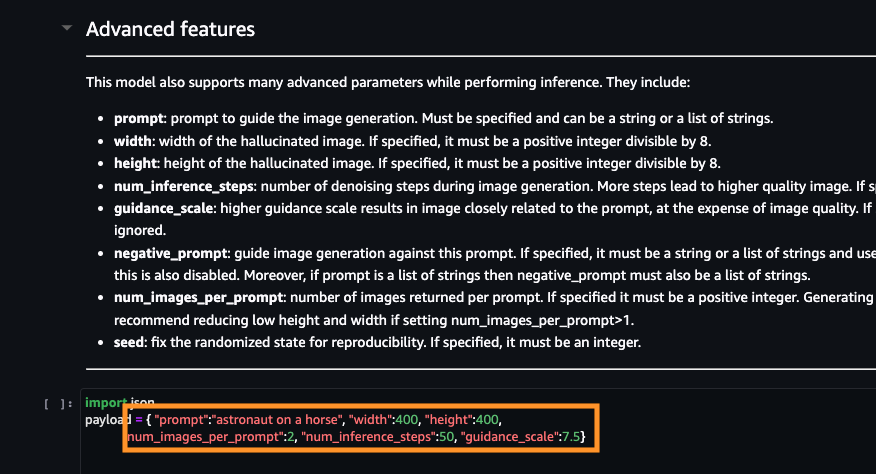 Advanced features
This model also supports many advanced parameters while performing inference. They include:
• prompt: prompt to guide the image generation. Must be specified and can be a string or a list of strings.
• width: width of the hallucinated image. If specified, it must be a positive integer divisible by 8.
• height: height of the hallucinated image. If specified, it must be a positive integer divisible by 8.
• num_inference_steps: number of denoising steps during image generation. More steps lead to higher quality image. If
• guidance_scale: higher guidance scale results in image closely related to the prompt, at the expense of image quality. If
ignored.
• negative_prompt: guide image generation against this prompt. If specified, it must be a string or a list of strings and use
this is also disabled. Moreover, if prompt is a list of strings then negative_prompt must also be a list of strings.
• num_images_per_prompt: number of images returned per prompt. If specified it must be a positive integer. Generating
recommend reducing low height and width if setting num_images_per_prompt>1.
• seed: fix the randomized state for reproducibility. If specified, it must be an integer.
[ ]: import json
payload = { "prompt":"astronaut on a horse", "width":400, "height":400,
num_images_per_prompt":2, "num_inference_steps":50, "guidance_scale":7.5}